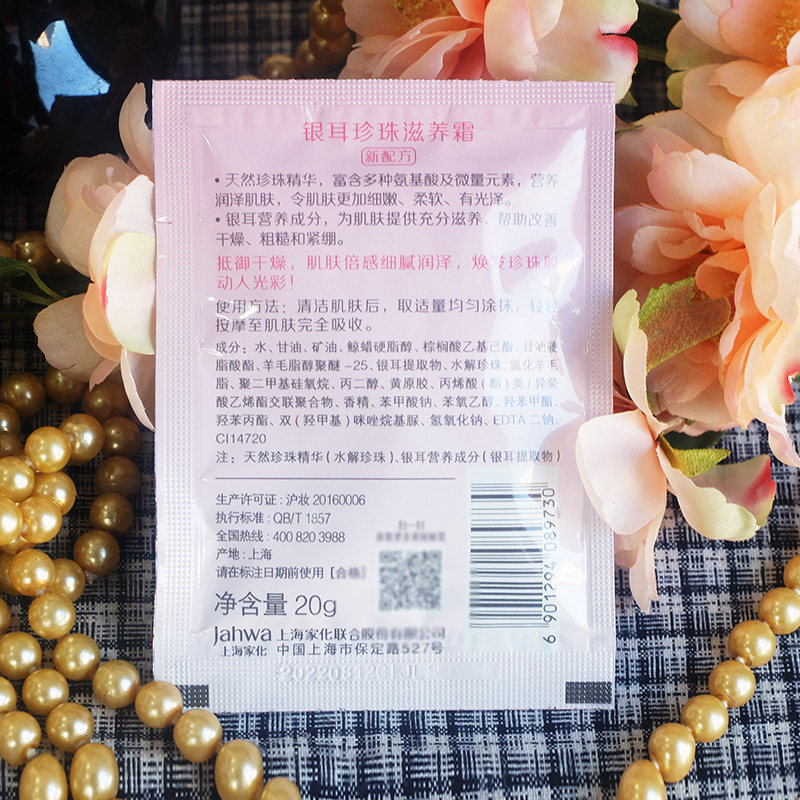 银耳珍珠滋养霜
新配方
•天然珍珠精华，富含多种氨基酸及微量元素，营养
润泽肌肤，令肌肤更加细嫩、柔软、有光泽。
•银耳营养成分，为肌肤提供充分滋养，帮助改善
干燥、粗糙和紧绷。
抵御干燥，肌肤倍感细腻润泽，焕发珍珠般
动人光彩！
使用方法：清洁肌肤后，取适量均匀涂抹，轻轻
按摩至肌肤完全吸收。
成分：水、甘油、矿油、鲸蜡硬脂醇、棕榈酸乙基己酯、甘油硬
脂酸酯、羊毛脂醇聚醚-25、银耳提取物、水解珍珠、氢化羊毛
脂、聚二甲基硅氧烷、丙二醇、黄原胶、丙烯酸（酯）类/异癸
酸乙烯酯交联聚合物、香精、苯甲酸钠、苯氧乙醇、羟苯甲酯、
羟苯丙酯、双（羟甲基）咪唑烷基脲、氢氧化钠、EDTA二钠、
CI14720
注：天然珍珠精华（水解珍珠）、银耳营养成分（银耳提取物）
生产许可证：沪妆20160006
执行标准：QB/T 1857
全国热线：400 820 3988
产地：上海
请在标注日期前使用【合格】
净含量 20g
Jahwa 上海家化联合股份有限公司
上海家化 中国上海市保定路527号
6 901294 089730